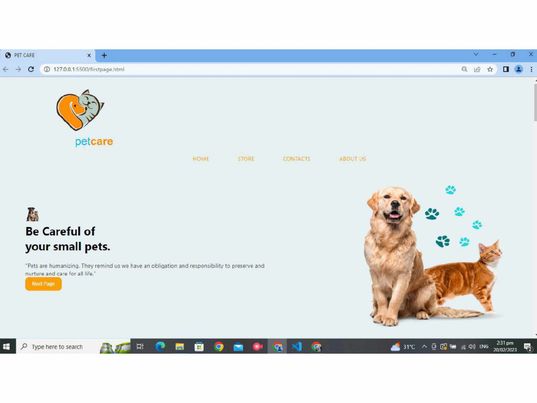 PET CARE
127.0.0.1:5500/firstpage.html
petcare
HOME STORE CONTACTS ABOUT US
Be Careful of
your small pets.
"Pets are humanizing. They remind us we have an obligation and responsibility to preserve and
nurture and care for all life."
Next Page
Type here to search
31°C
ENG
2:31 pm
20/02/2023